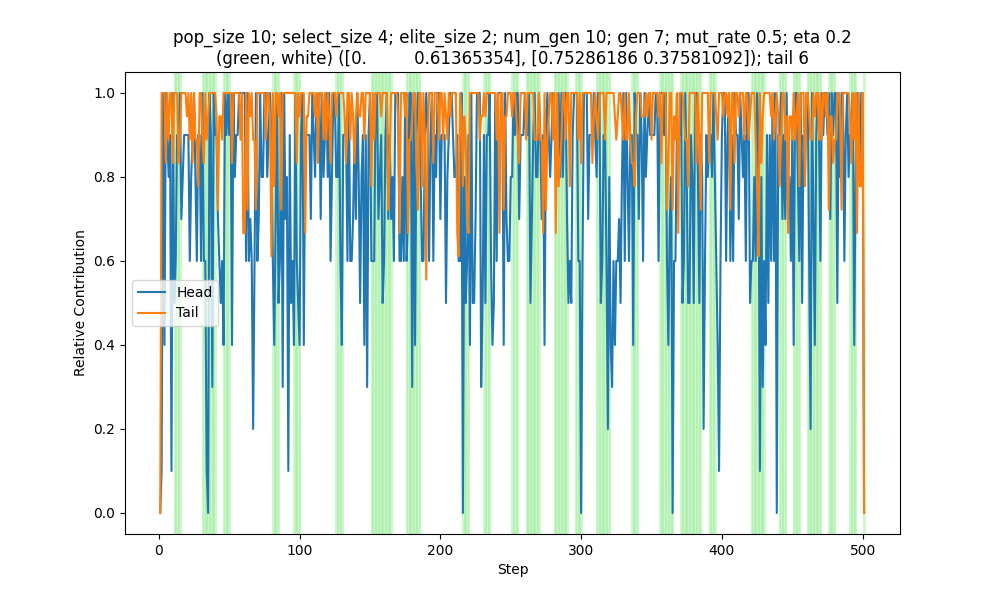 pop_size 10; select_size 4; elite_size 2; num_gen 10; gen 7; mut_rate 0.5; eta 0.2
(green, white) ([0.         0.61365354], [0.75286186 0.37581092]); tail 6
1.0
0.8
0.6
0.4
0.2
0.0
Relative Contribution
Head
Tail
0
100
200
300
400
500
Step